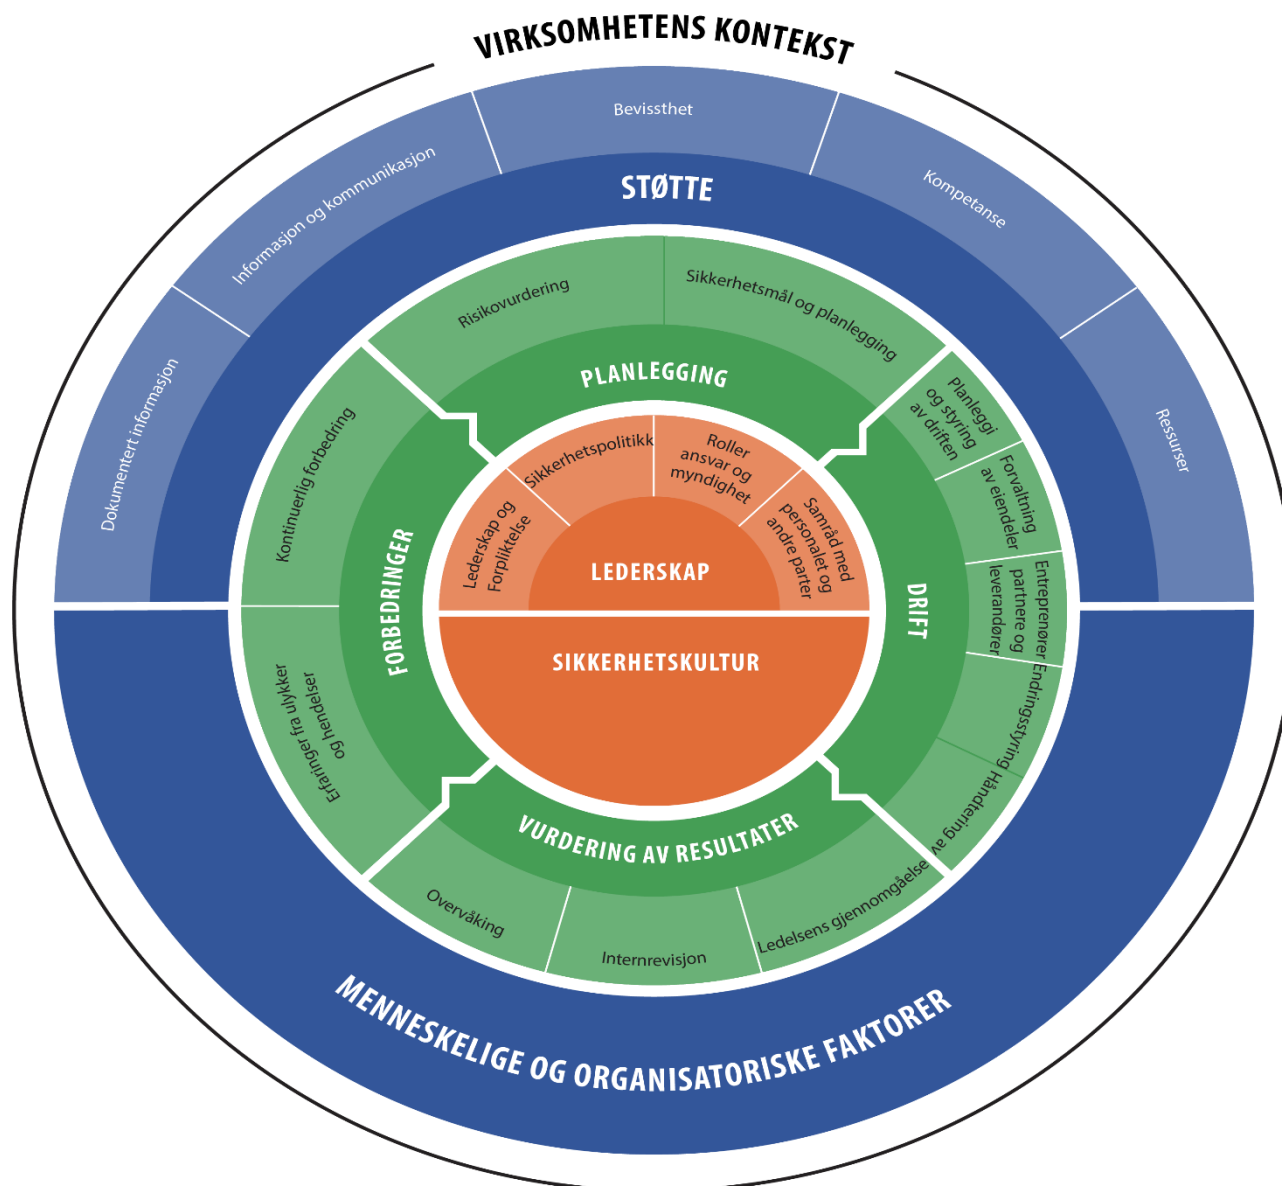 VIRKSOMHETENS KONTEKST
Bevissthet
Informasjon og kommunikasjon
Kompetanse
Dokumentert informasjon
Ressurser
STØTTE
Risikovurdering
Sikkerhetsmål og planlegging
PLANLEGGING
Planleggi
og styring
av driften
Forvaltning
av eiendeler
Entreprenører
partnere og
leverandører
Endringsstyring
Håndtering av
DRIFT
Kontinuerlig forbedring
Erfaringer fra ulykker
og hendelser
FORBEDRINGER
Lederskap og
Forpliktelse
Sikkerhetspolitikk
Roller
ansvar og
myndighet
Samråd med
personalet og
andre parter
LEDERSKAP
SIKKERHETSKULTUR
VURDERING AV RESULTATER
Overvåking
Internrevisjon
Ledelsens gjennomgåelse
MENNESKELIGE OG ORGANISATORISKE FAKTORER